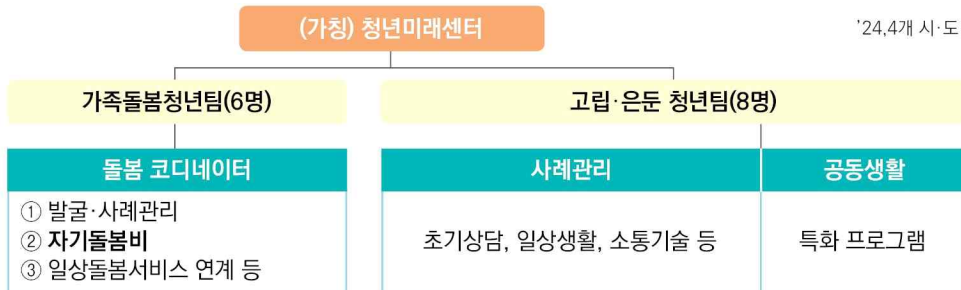 (가칭) 청년미래센터
'24,4개 시·도
가족돌봄청년팀(6명)
고립·은둔 청년팀(8명)
돌봄 코디네이터
사례관리
공동생활
① 발굴·사례관리
② 자기돌봄비
③ 일상돌봄서비스 연계 등
초기상담, 일상생활, 소통기술 등
특화 프로그램